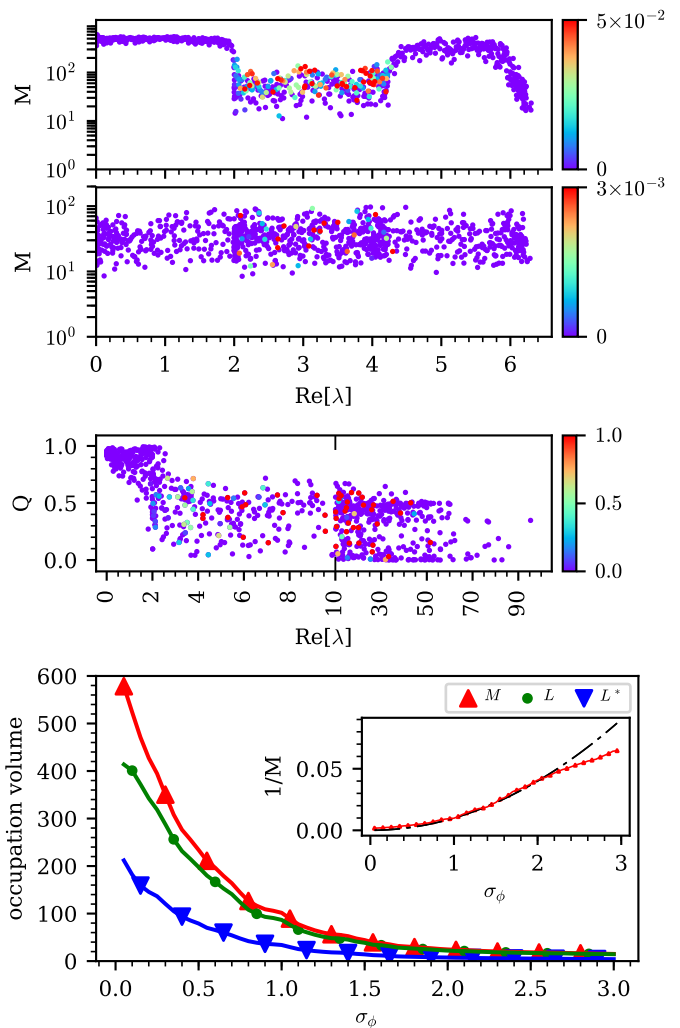 M
10²
10¹
10⁰
5×10⁻²
0
M
10²
10¹
10⁰
3×10⁻³
0
0 1 2 3 4 5 6
Re[λ]
Q
1.0
0.5
0.0
1.0
0.5
0.0
0 2 4 6 8 10 30 50 70 90
Re[λ]
occupation volume
600
500
400
300
200
100
0
M L L*
1/M
0.05
0.00
0 1 2 3
σ_ϕ
0.0 0.5 1.0 1.5 2.0 2.5 3.0
σ_ϕ